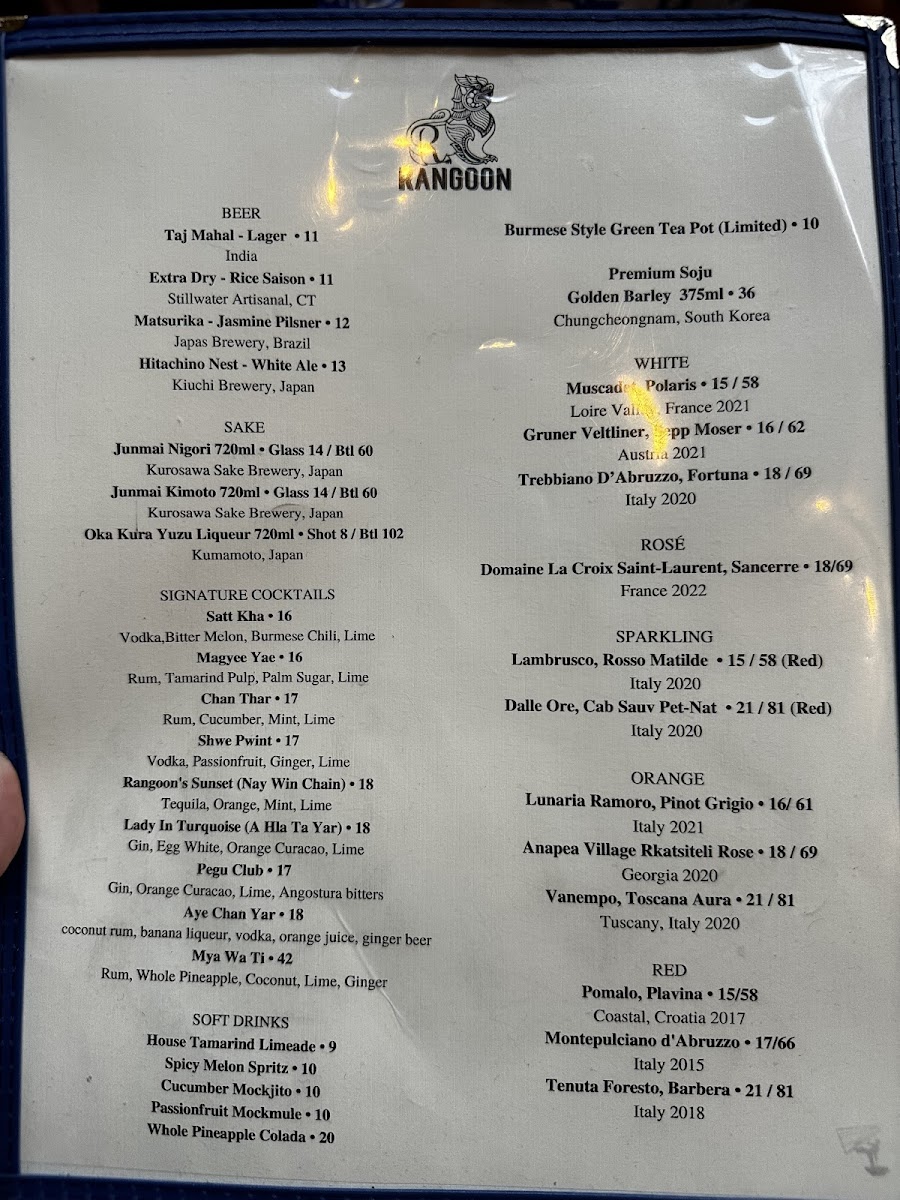 RANGOON
BEER
Taj Mahal - Lager • 11
India
Extra Dry - Rice Saison • 11
Stillwater Artisanal, CT
Matsurika - Jasmine Pilsner • 12
Japas Brewery, Brazil
Hitachino Nest - White Ale • 13
Kiuchi Brewery, Japan
SAKE
Junmai Nigori 720ml • Glass 14 / Btl 60
Kurosawa Sake Brewery, Japan
Junmai Kimoto 720ml • Glass 14 / Btl 60
Kurosawa Sake Brewery, Japan
Oka Kura Yuzu Liqueur 720ml • Shot 8 / Btl 102
Kumamoto, Japan
SIGNATURE COCKTAILS
Satt Kha • 16
Vodka,Bitter Melon, Burmese Chili, Lime
Magyee Yae • 16
Rum, Tamarind Pulp, Palm Sugar, Lime
Chan Thar • 17
Rum, Cucumber, Mint, Lime
Shwe Pwint • 17
Vodka, Passionfruit, Ginger, Lime
Rangoon's Sunset (Nay Win Chain) • 18
Tequila, Orange, Mint, Lime
Lady In Turquoise (A Hla Ta Yar) • 18
Gin, Egg White, Orange Curacao, Lime
Pegu Club • 17
Gin, Orange Curacao, Lime, Angostura bitters
Aye Chan Yar • 18
coconut rum, banana liqueur, vodka, orange juice, ginger beer
Mya Wa Ti • 42
Rum, Whole Pineapple, Coconut, Lime, Ginger
SOFT DRINKS
House Tamarind Limeade • 9
Spicy Melon Spritz • 10
Cucumber Mockjito • 10
Passionfruit Mockmule • 10
Whole Pineapple Colada • 20
Burmese Style Green Tea Pot (Limited) • 10
Premium Soju
Golden Barley 375ml • 36
Chungcheongnam, South Korea
WHITE
Muscadet, Polaris • 15 / 58
Loire Valley, France 2021
Gruner Veltliner, Sepp Moser • 16 / 62
Austria 2021
Trebbiano D'Abruzzo, Fortuna • 18 / 69
Italy 2020
ROSÉ
Domaine La Croix Saint-Laurent, Sancerre • 18/69
France 2022
SPARKLING
Lambrusco, Rosso Matilde • 15 / 58 (Red)
Italy 2020
Dalle Ore, Cab Sauv Pet-Nat • 21 / 81 (Red)
Italy 2020
ORANGE
Lunaria Ramoro, Pinot Grigio • 16/ 61
Italy 2021
Anapea Village Rkatsiteli Rose • 18 / 69
Georgia 2020
Vanempo, Toscana Aura • 21 / 81
Tuscany, Italy 2020
RED
Pomalo, Plavina • 15/58
Coastal, Croatia 2017
Montepulciano d'Abruzzo • 17/66
Italy 2015
Tenuta Foresto, Barbera • 21 / 81
Italy 2018